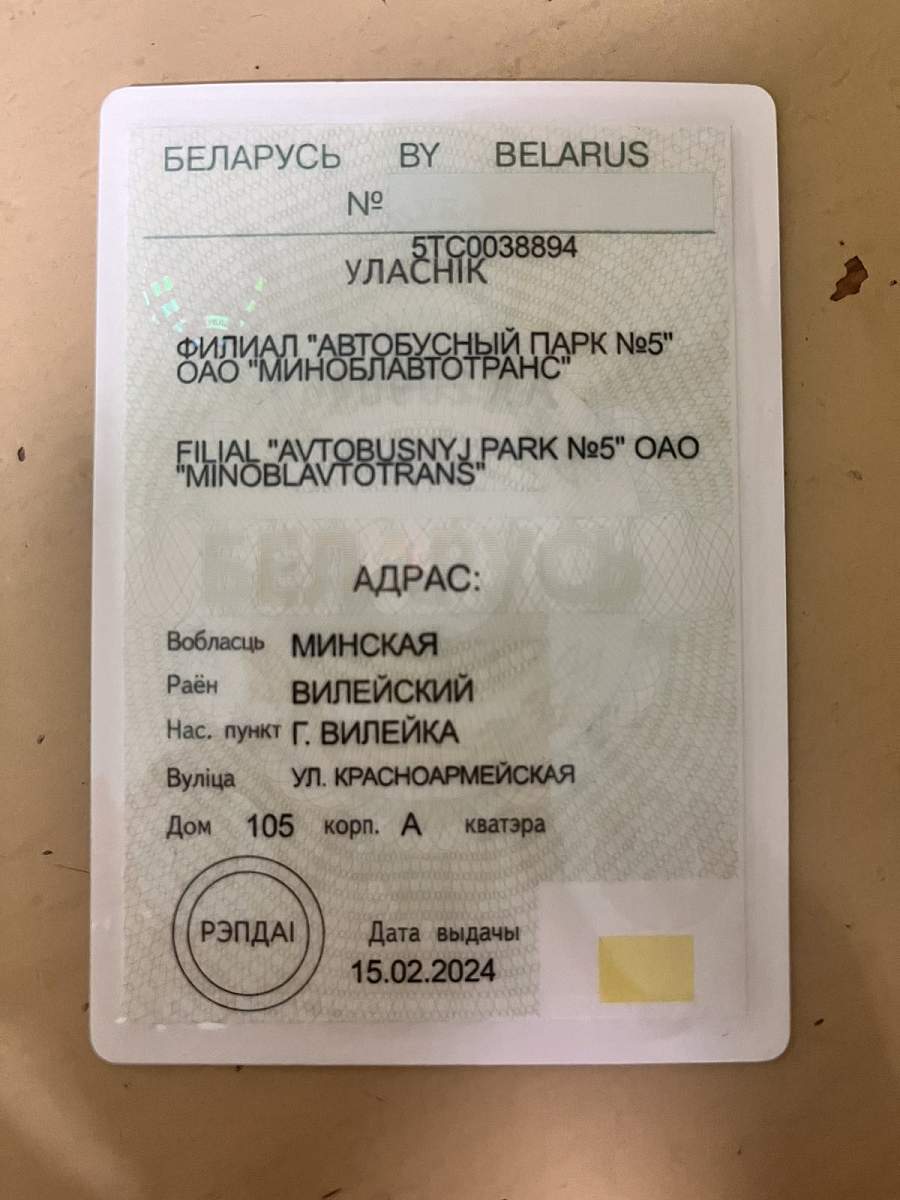 БЕЛАРУСЬ BY BELARUS
№
5TC0038894
УЛАСНІК
ФИЛИАЛ "АВТОБУСНЫЙ ПАРК №5"
ОАО "МИНОБЛАВТОТРАНС"
FILIAL "AVTOBUSNYJ PARK №5" OAO
"MINOBLAVTOTRANS"
БЕЛАРУСЬ
АДРАС:
Вобласць МИНСКАЯ
Раён ВИЛЕЙСКИЙ
Нас. пункт Г. ВИЛЕЙКА
Вуліца УЛ. КРАСНОАРМЕЙСКАЯ
Дом 105 корп. А кватэра
РЭПДАІ
Дата выдачы
15.02.2024